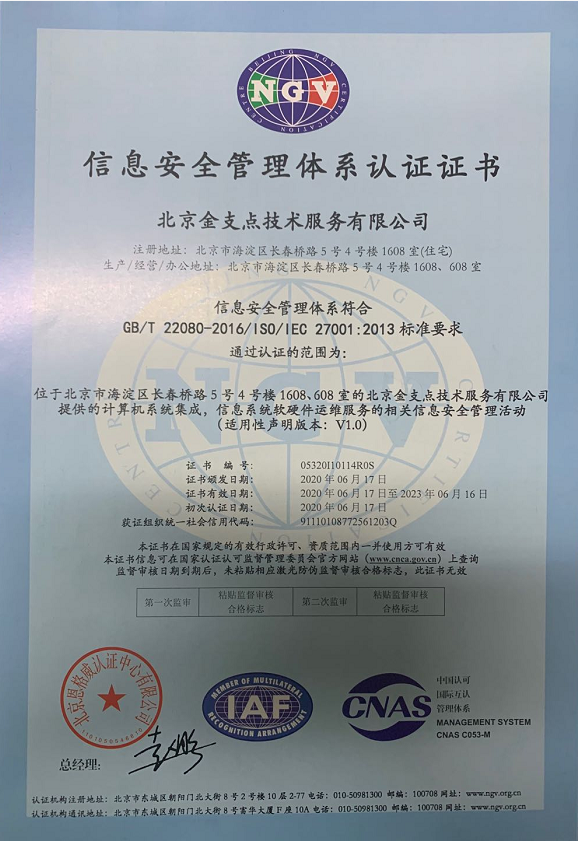 BEIJING NGV CERTIFICATION CENTRE
NGV
信息安全管理体系认证证书
北京金支点技术服务有限公司
注册地址：北京市海淀区长春桥路5号4号楼1608室(住宅)
生产/经营/办公地址：北京市海淀区长春桥路5号4号楼1608、608室
信息安全管理体系符合
GB/T 22080-2016/ISO/IEC 27001:2013 标准要求
通过认证的范围为：
位于北京市海淀区长春桥路5号4号楼1608、608室的北京金支点技术服务有限公司
提供的计算机系统集成，信息系统软硬件运维服务的相关信息安全管理活动
（适用性声明版本：V1.0）
证书编号： 05320I10114R0S
证书颁发日期： 2020年06月17日
证书有效日期： 2020年06月17日至2023年06月16日
初次认证日期： 2020年06月17日
获证组织统一社会信用代码： 91110108772561203Q
本证书在国家规定的有效行政许可、资质范围内一并使用方可有效
本证书信息可在国家认证认可监督管理委员会官方网站（www.cnca.gov.cn）上查询
监督审核日期到期后，未粘贴相应激光防伪监督审核合格标志，此证书无效
第一次监审 粘贴监督审核合格标志 第二次监审 粘贴监督审核合格标志
北京恩格威认证中心有限公司
MEMBER OF MULTILATERAL
IAF
RECOGNITION ARRANGEMENT
CNAS
中国认可
国际互认
管理体系
MANAGEMENT SYSTEM
CNAS C053-M
总经理：
认证机构注册地址：北京市东城区朝阳门北大街8号2号楼10层2-77 电话：010-50981300 邮编：100708 网址：www.ngv.org.cn
认证机构通讯地址：北京市东城区朝阳门北大街8号富华大厦F座10A 电话：010-50981300 邮编：100708 网址：www.ngv.org.cn